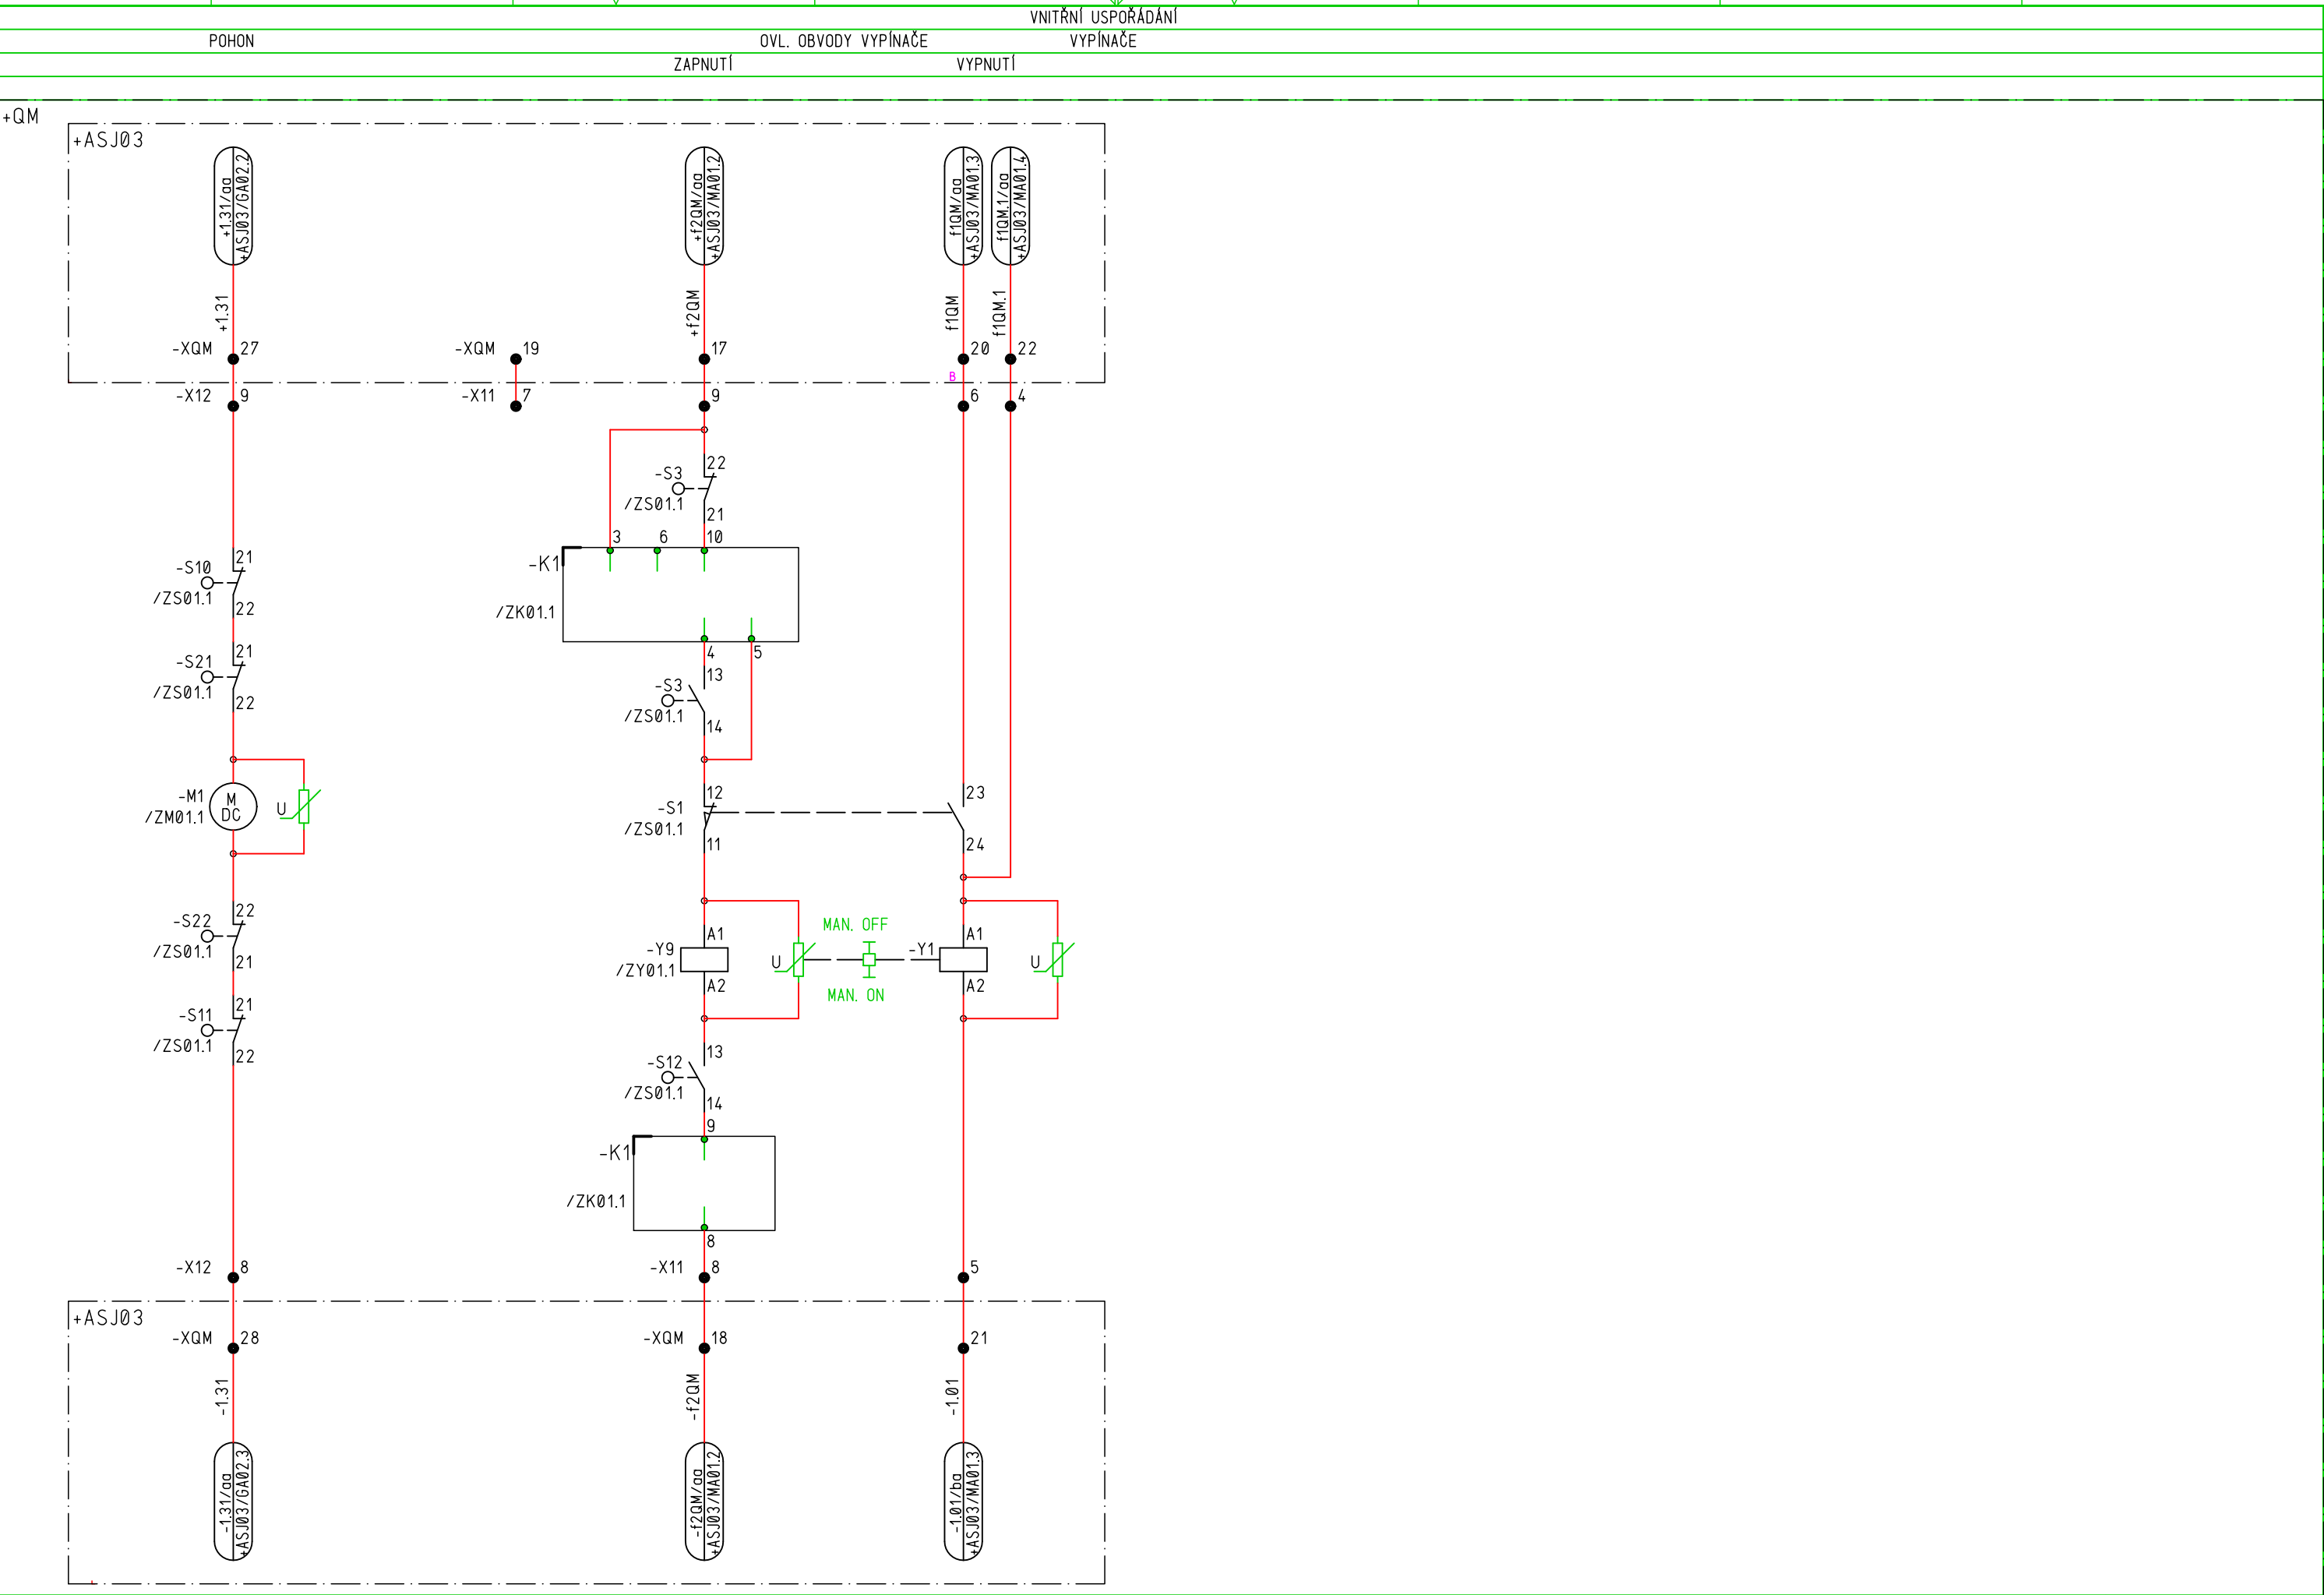 VNITŘNÍ USPOŘÁDÁNÍ
POHON
OVL. OBVODY VYPÍNAČE
VYPÍNAČE
ZAPNUTÍ
VYPNUTÍ
+QM
+ASJ03
+1.31/aa
+ASJ03/GA02.2
+f2QM/aa
+ASJ03/MA01.2
f1QM/aa
+ASJ03/MA01.3
f1QM.1/aa
+ASJ03/MA01.4
+1.31
+f2QM
f1QM
f1QM.1
-XQM 27
-XQM 19
17
20
22
B
-X12 9
-X11 7
9
6
4
22
-S3
/ZS01.1
21
3 6 10
-K1
/ZK01.1
4 5
21
-S10
/ZS01.1
22
21
-S21
/ZS01.1
22
13
-S3
/ZS01.1
14
-M1
/ZM01.1
M
DC
U
12
-S1
/ZS01.1
11
23
24
22
-S22
/ZS01.1
21
A1
-Y9
/ZY01.1
A2
U
MAN. OFF
MAN. ON
A1
-Y1
A2
U
21
-S11
/ZS01.1
22
13
-S12
/ZS01.1
14
9
-K1
/ZK01.1
8
-X12 8
-X11 8
5
+ASJ03
-XQM 28
-XQM 18
21
-1.31
-f2QM
-1.01
-1.31/aa
+ASJ03/GA02.3
-f2QM/aa
+ASJ03/MA01.2
-1.01/ba
+ASJ03/MA01.3